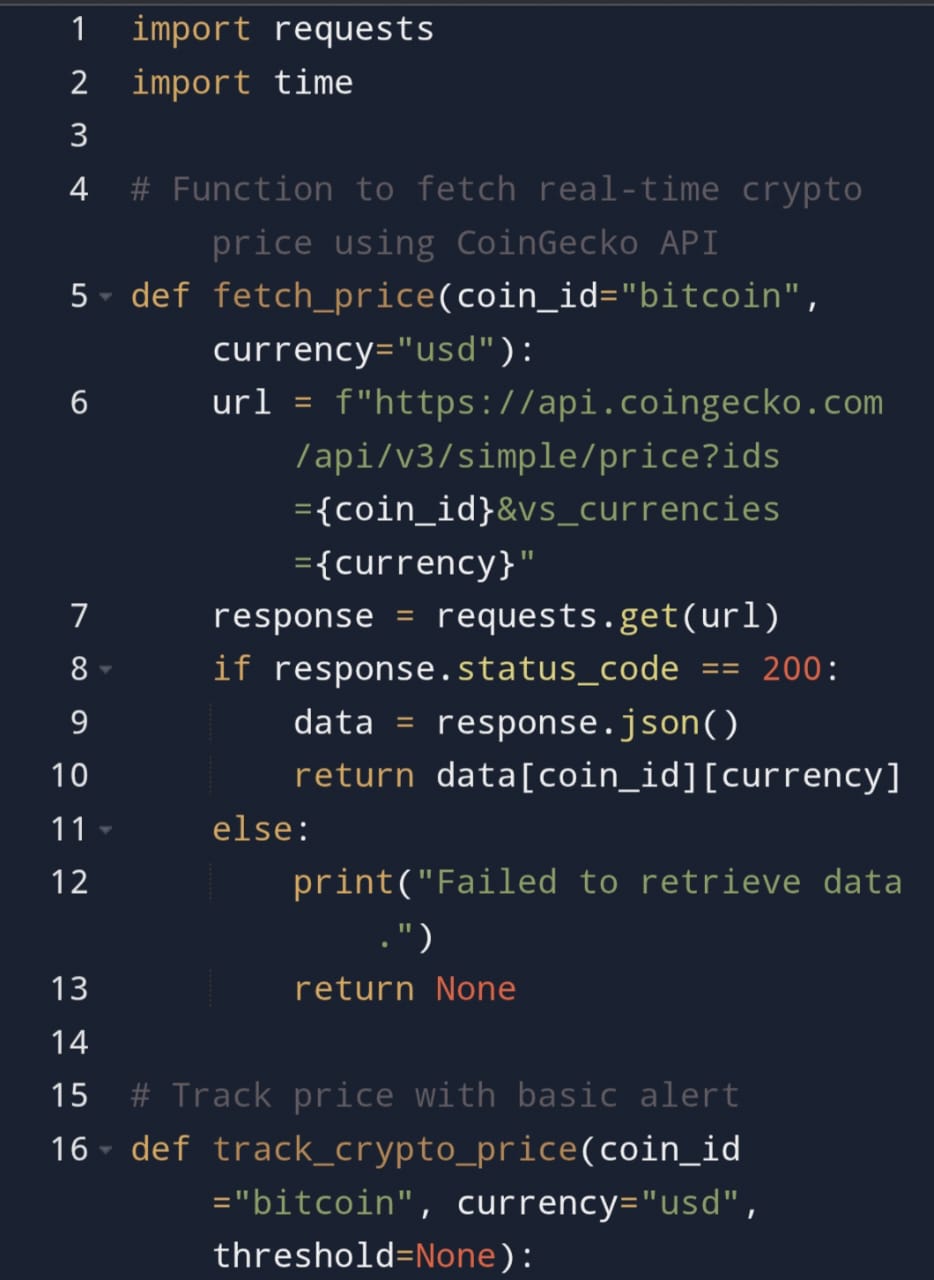 1 import requests
2 import time
3
4 # Function to fetch real-time crypto
price using CoinGecko API
5 def fetch_price(coin_id="bitcoin",
currency="usd"):
6 url = f"https://api.coingecko.com
/api/v3/simple/price?ids
={coin_id}&vs_currencies
={currency}"
7 response = requests.get(url)
8 if response.status_code == 200:
9 data = response.json()
10 return data[coin_id][currency]
11 else:
12 print("Failed to retrieve data
.")
13 return None
14
15 # Track price with basic alert
16 def track_crypto_price(coin_id
="bitcoin", currency="usd",
threshold=None):